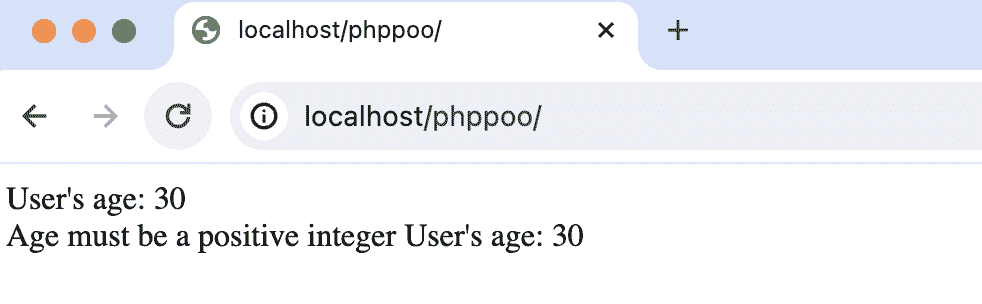 localhost/phppoo/
localhost/phppoo/
User's age: 30
Age must be a positive integer User's age: 30